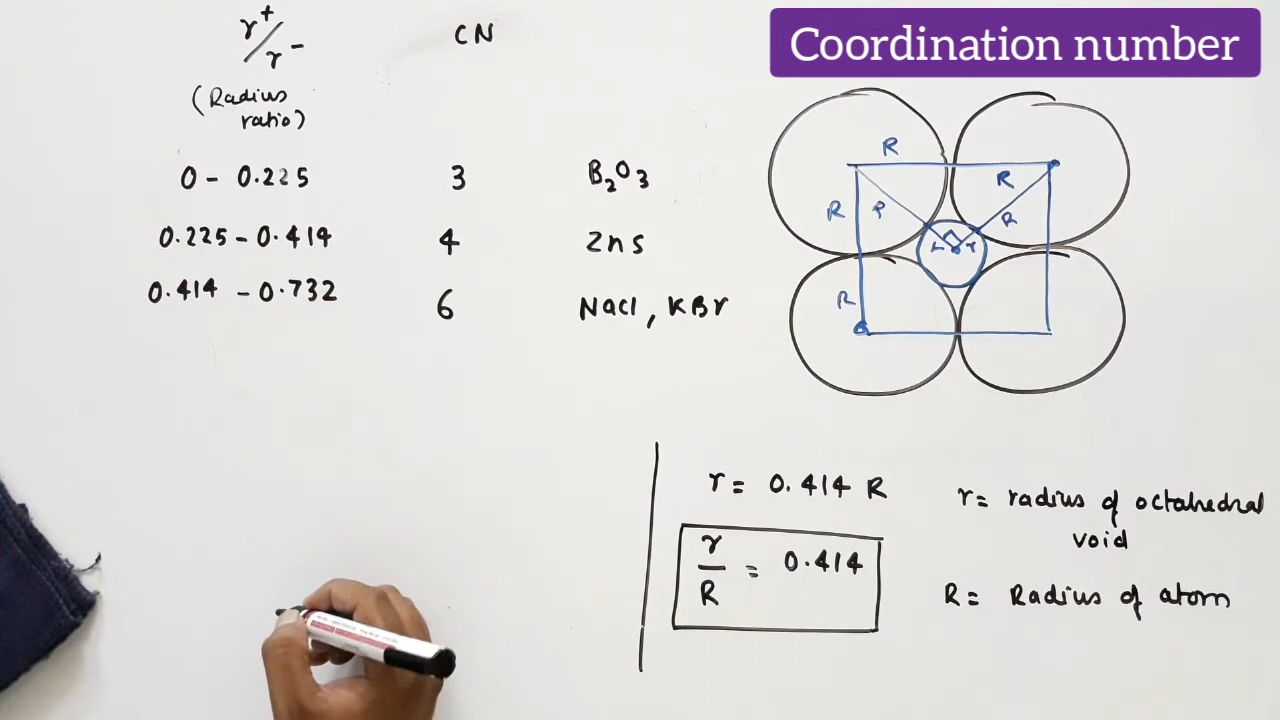 Coordination number
r+/r- CN
(Radius
ratio)
0 - 0.225 3 B2O3
0.225 - 0.414 4 Zns
0.414 - 0.732 6 Nacl, KBr
R
R
R
R
R
R
r
r
r = 0.414 R
r/R = 0.414
r = radius of octahedral
void
R = Radius of atom